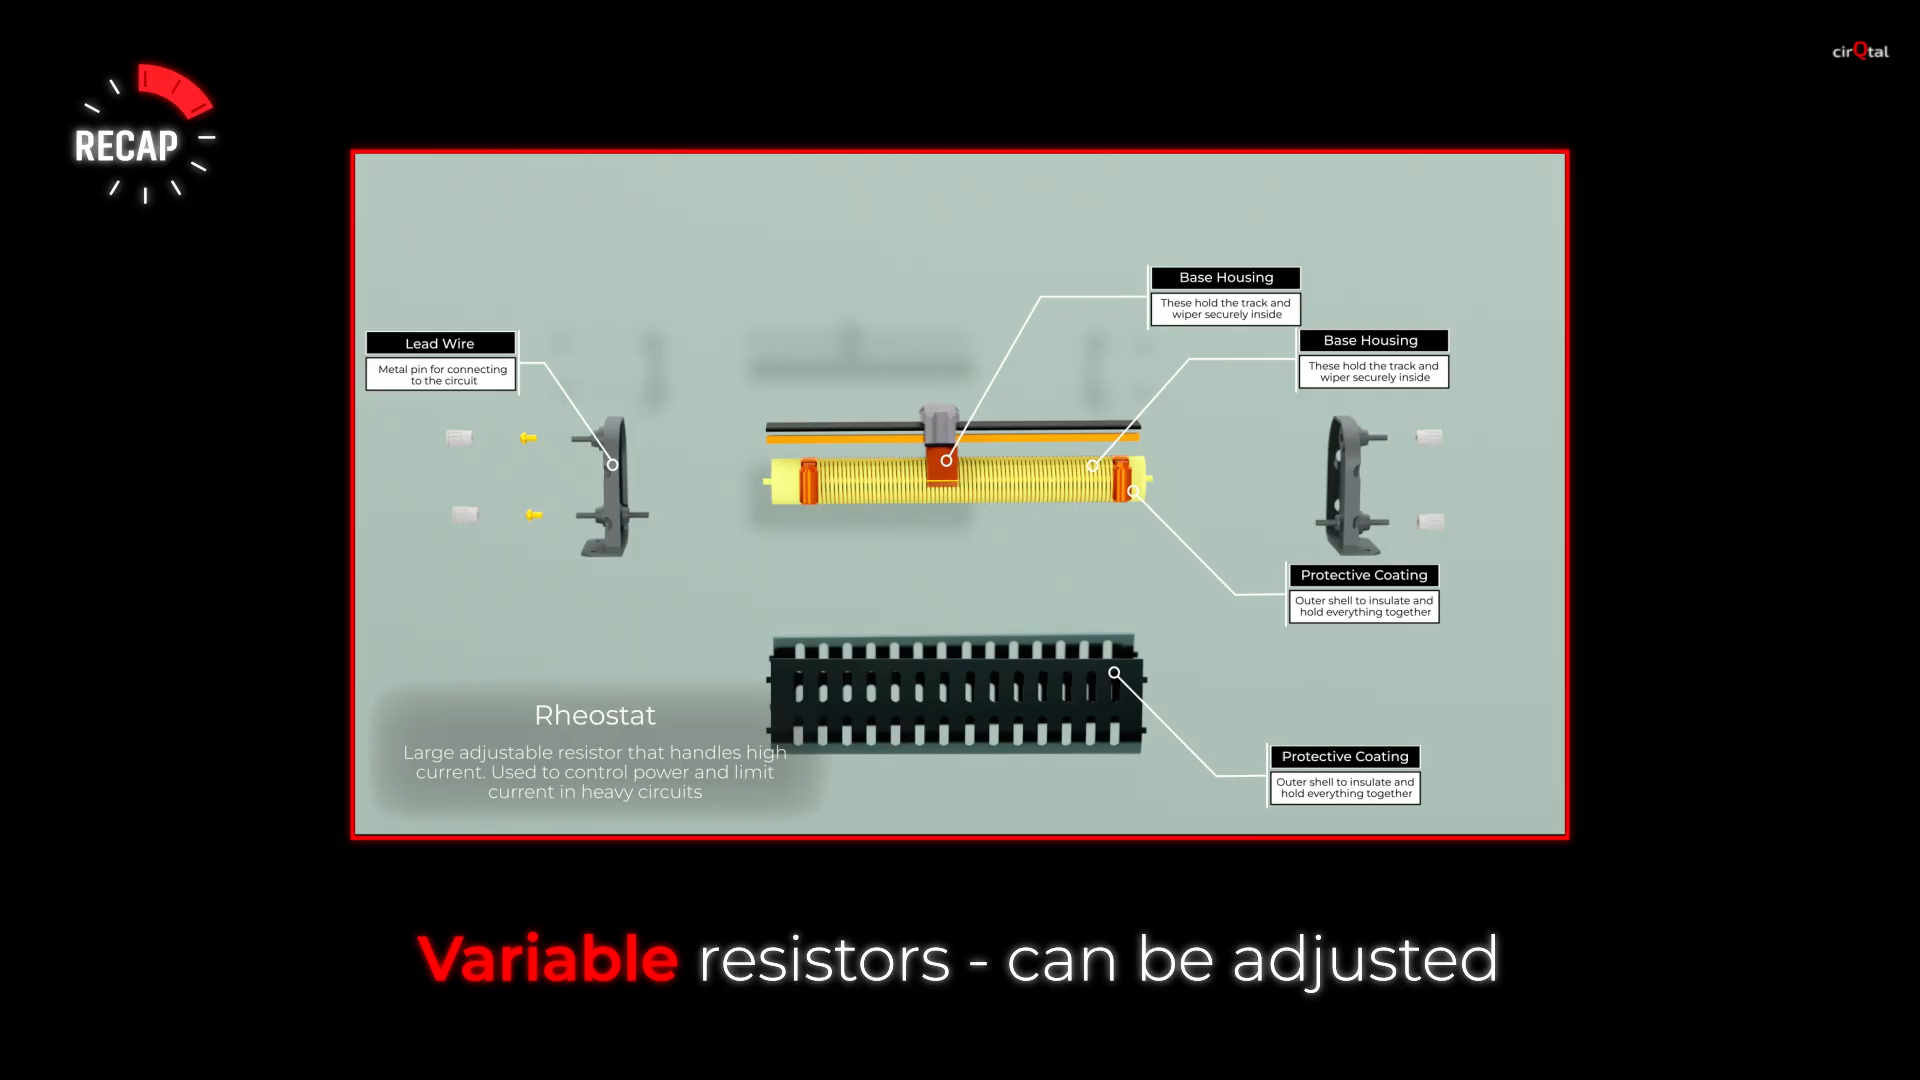 cirQtal
RECAP
Base Housing
These hold the track and
wiper securely inside
Base Housing
These hold the track and
wiper securely inside
Lead Wire
Metal pin for connecting
to the circuit
Protective Coating
Outer shell to insulate and
hold everything together
Rheostat
Large adjustable resistor that handles high
current. Used to control power and limit
current in heavy circuits
Protective Coating
Outer shell to insulate and
hold everything together
Variable resistors - can be adjusted